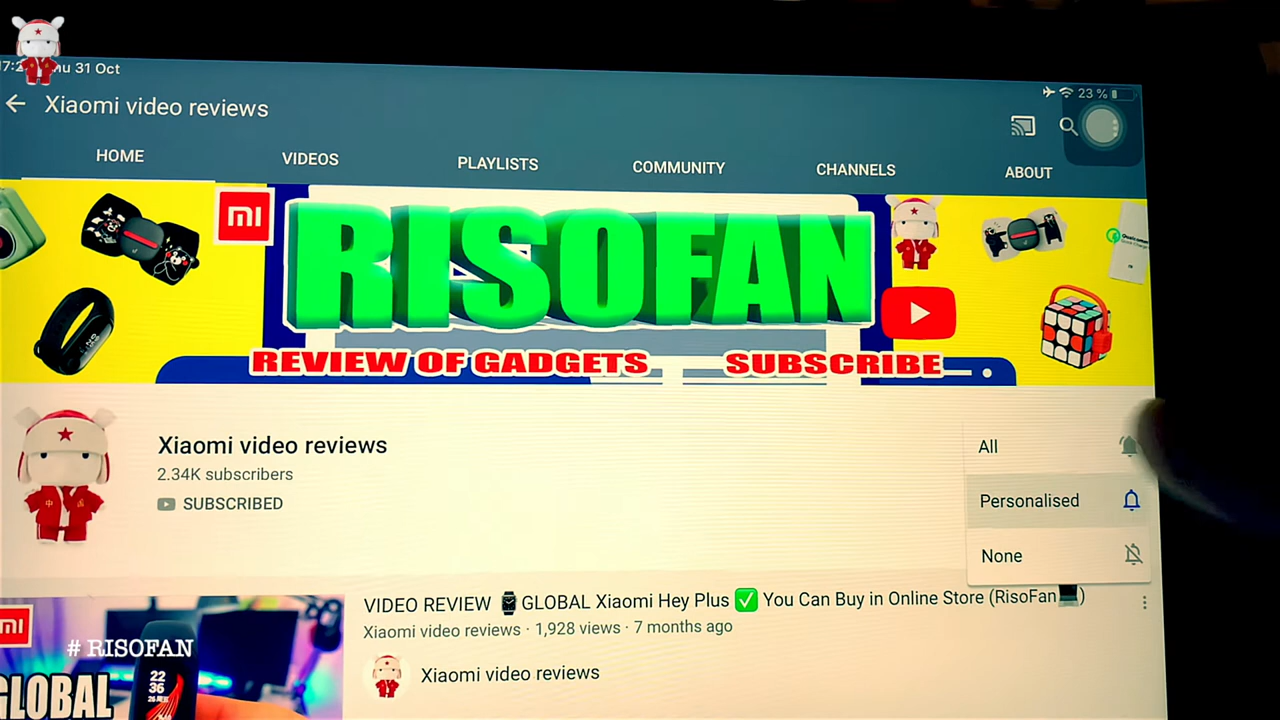 Thu 31 Oct
23 %
Xiaomi video reviews
HOME
VIDEOS
PLAYLISTS
COMMUNITY
CHANNELS
ABOUT
mi
RISOFAN
REVIEW OF GADGETS SUBSCRIBE
Xiaomi video reviews
2.34K subscribers
SUBSCRIBED
All
Personalised
None
VIDEO REVIEW ⌚GLOBAL Xiaomi Hey Plus ✅ You Can Buy in Online Store (RisoFan💻)
Xiaomi video reviews · 1,928 views · 7 months ago
Xiaomi video reviews
mi
# RISOFAN
GLOBAL
22
36